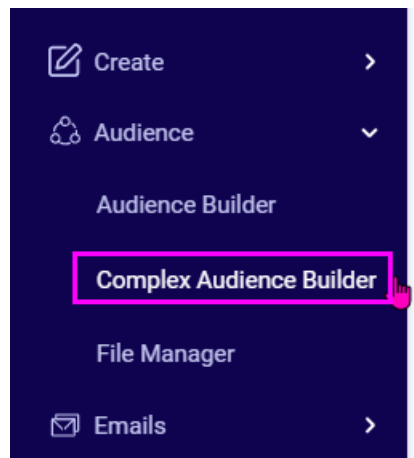 Create
Audience
Audience Builder
Complex Audience Builder
File Manager
Emails